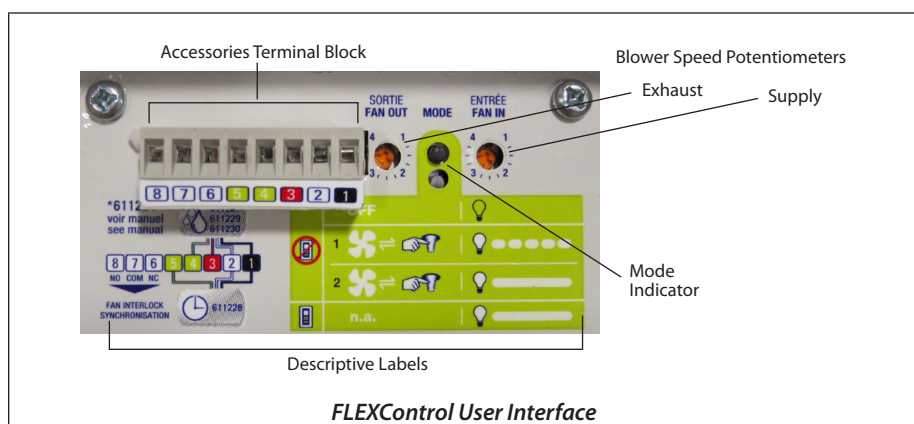 Accessories Terminal Block
Blower Speed Potentiometers
Exhaust
Supply
SORTIE
FAN OUT
MODE
ENTRÉE
FAN IN
4 1
3 2
4 1
3 2
8 7 6 5 4 3 2 1
voir manuel
see manual
611229
611230
OFF
1
8 7 6 5 4 3 2 1
NO COM NC
2
Mode
Indicator
FAN INTERLOCK
SYNCHRONISATION
611228
n.a.
Descriptive Labels
FLEXControl User Interface